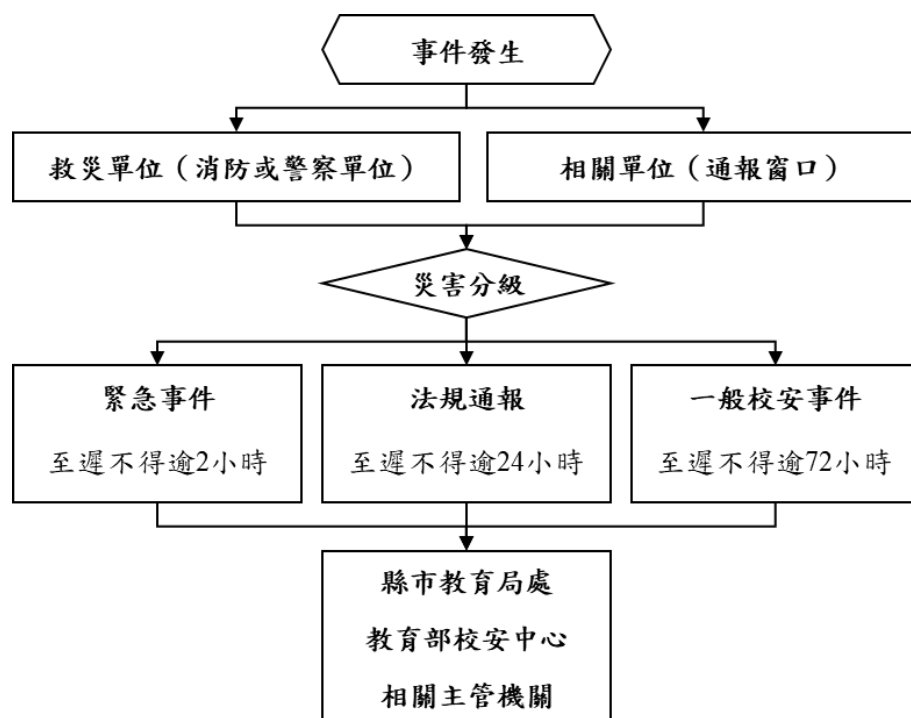 事件發生
救災單位（消防或警察單位）
相關單位（通報窗口）
災害分級
緊急事件
至遲不得逾2小時
法規通報
至遲不得逾24小時
一般校安事件
至遲不得逾72小時
縣市教育局處
教育部校安中心
相關主管機關